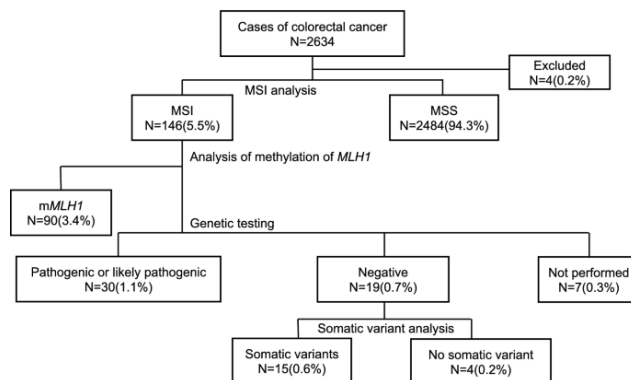 Cases of colorectal cancer
N=2634
Excluded
N=4(0.2%)
MSI analysis
MSI
N=146(5.5%)
MSS
N=2484(94.3%)
Analysis of methylation of MLH1
mMLH1
N=90(3.4%)
Genetic testing
Pathogenic or likely pathogenic
N=30(1.1%)
Negative
N=19(0.7%)
Not performed
N=7(0.3%)
Somatic variant analysis
Somatic variants
N=15(0.6%)
No somatic variant
N=4(0.2%)